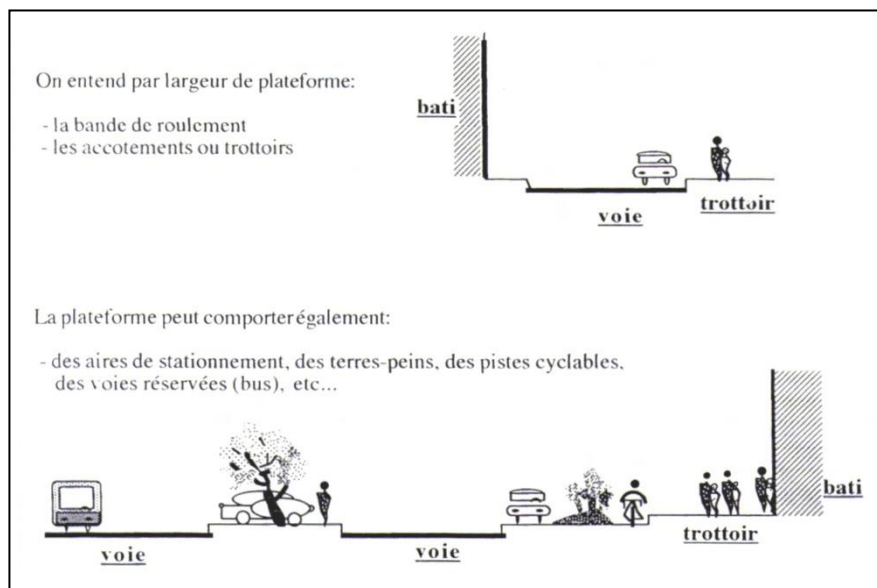 On entend par largeur de plateforme:
- la bande de roulement
- les accotements ou trottoirs
bati
voie
trottoir
La plateforme peut comporter également:
- des aires de stationnement, des terres-peins, des pistes cyclables,
des voies réservées (bus), etc...
bati
voie
voie
trottoir